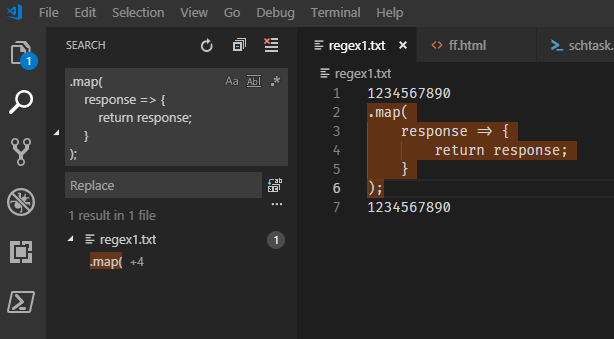 File Edit Selection View Go Debug Terminal Help
SEARCH
.map(
response => {
return response;
}
);
Aa Abl .*
Replace
1 result in 1 file
regex1.txt 1
.map( +4
1
regex1.txt × <> ff.html schtask.
regex1.txt
1 1234567890
2 .map(
3 response => {
4 return response;
5 }
6 );
7 1234567890